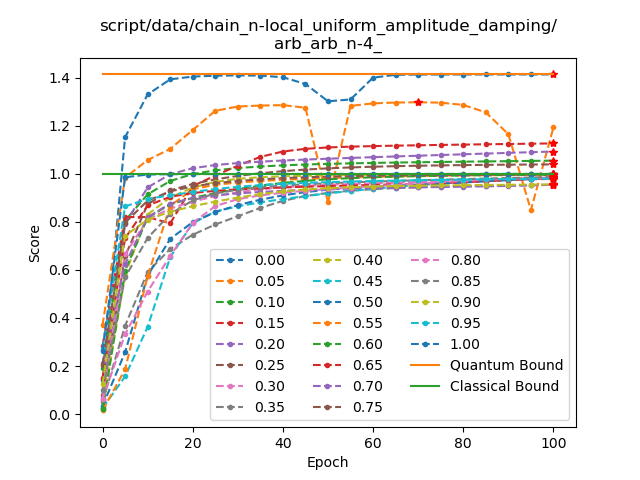 script/data/chain_n-local_uniform_amplitude_damping/
arb_arb_n-4_
Score
1.4
1.2
1.0
0.8
0.6
0.4
0.2
0.0
0 20 40 60 80 100
Epoch
0.00 0.40 0.80
0.05 0.45 0.85
0.10 0.50 0.90
0.15 0.55 0.95
0.20 0.60 1.00
0.25 0.65 Quantum Bound
0.30 0.70 Classical Bound
0.35 0.75